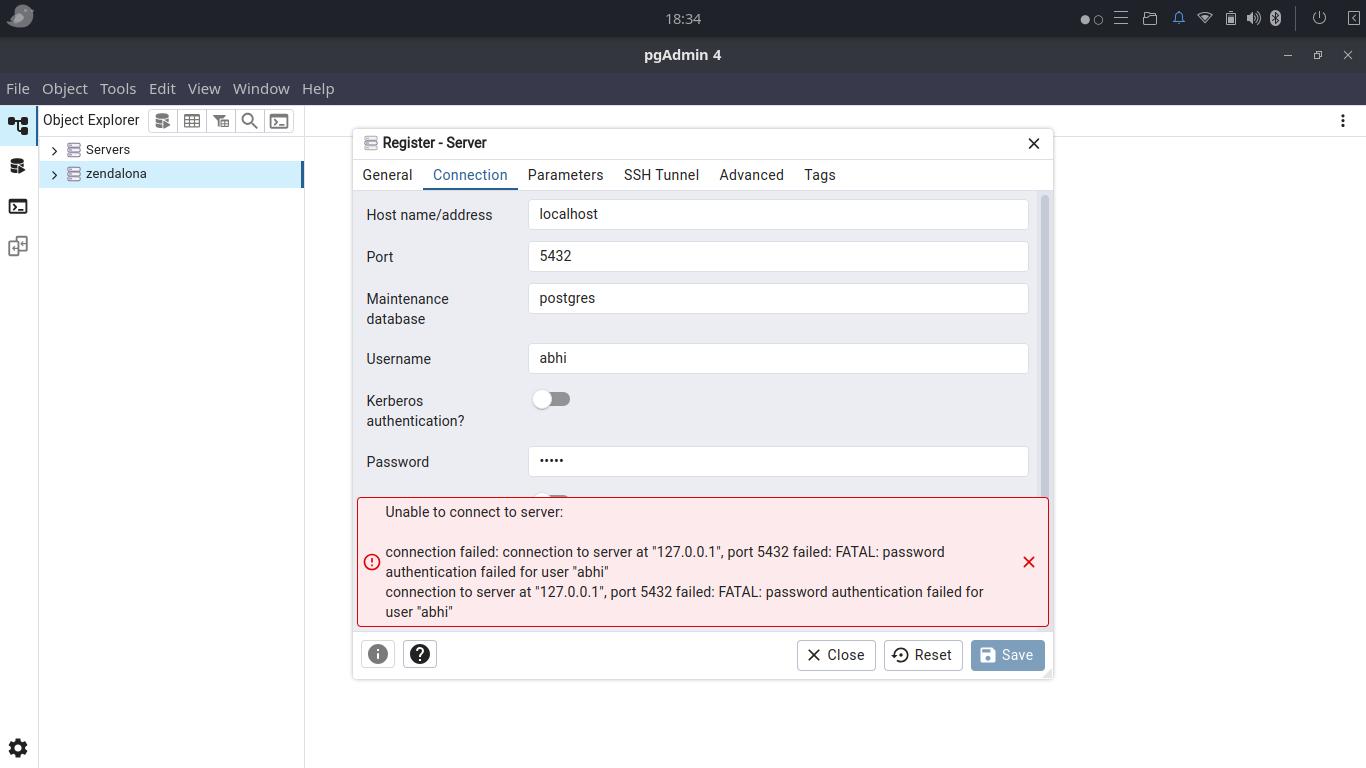 18:34
pgAdmin 4
File Object Tools Edit View Window Help
Object Explorer
Servers
zendalona
Register - Server
General Connection Parameters SSH Tunnel Advanced Tags
Host name/address localhost
Port 5432
Maintenance postgres
database
Username abhi
Kerberos
authentication?
Password •••••
Unable to connect to server:
connection failed: connection to server at "127.0.0.1", port 5432 failed: FATAL: password
authentication failed for user "abhi"
connection to server at "127.0.0.1", port 5432 failed: FATAL: password authentication failed for
user "abhi"
Close Reset Save